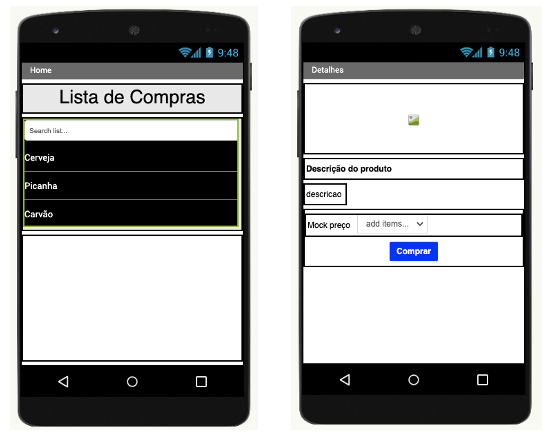 9:48
Home
Lista de Compras
Search list...
Cerveja
Picanha
Carvão
9:48
Detalhes
Descrição do produto
descricao
Mock preço add items...
Comprar